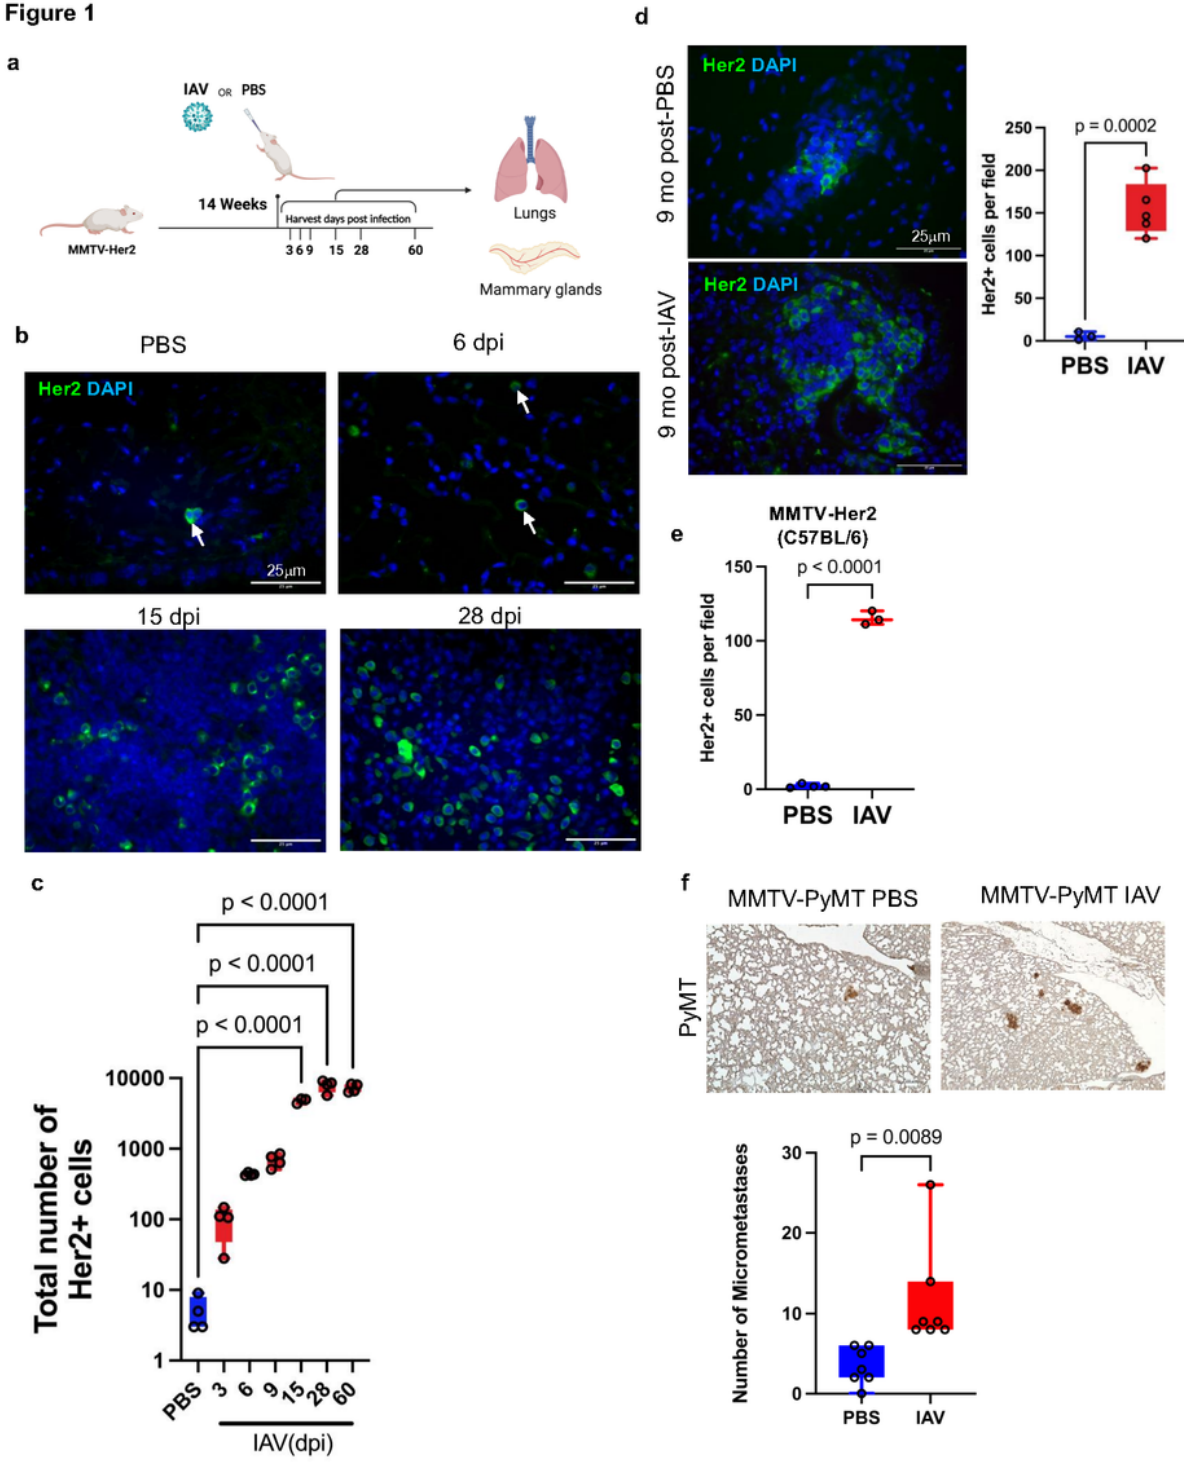 Figure 1
a
IAV OR PBS
14 Weeks
Harvest days post infection
MMTV-Her2
3 6 9 15 28 60
Lungs
Mammary glands
b
PBS
6 dpi
Her2 DAPI
25μm
15 dpi
28 dpi
c
p < 0.0001
p < 0.0001
p < 0.0001
Total number of
Her2+ cells
10000
1000
100
10
1
PBS 3 6 9 15 28 60
IAV(dpi)
d
9 mo post-PBS
Her2 DAPI
25μm
9 mo post-IAV
Her2 DAPI
p = 0.0002
Her2+ cells per field
250
200
150
100
50
0
PBS IAV
e
MMTV-Her2
(C57BL/6)
p < 0.0001
Her2+ cells per field
150
100
50
0
PBS IAV
f
MMTV-PyMT PBS
MMTV-PyMT IAV
PyMT
p = 0.0089
Number of Micrometastases
30
20
10
0
PBS IAV